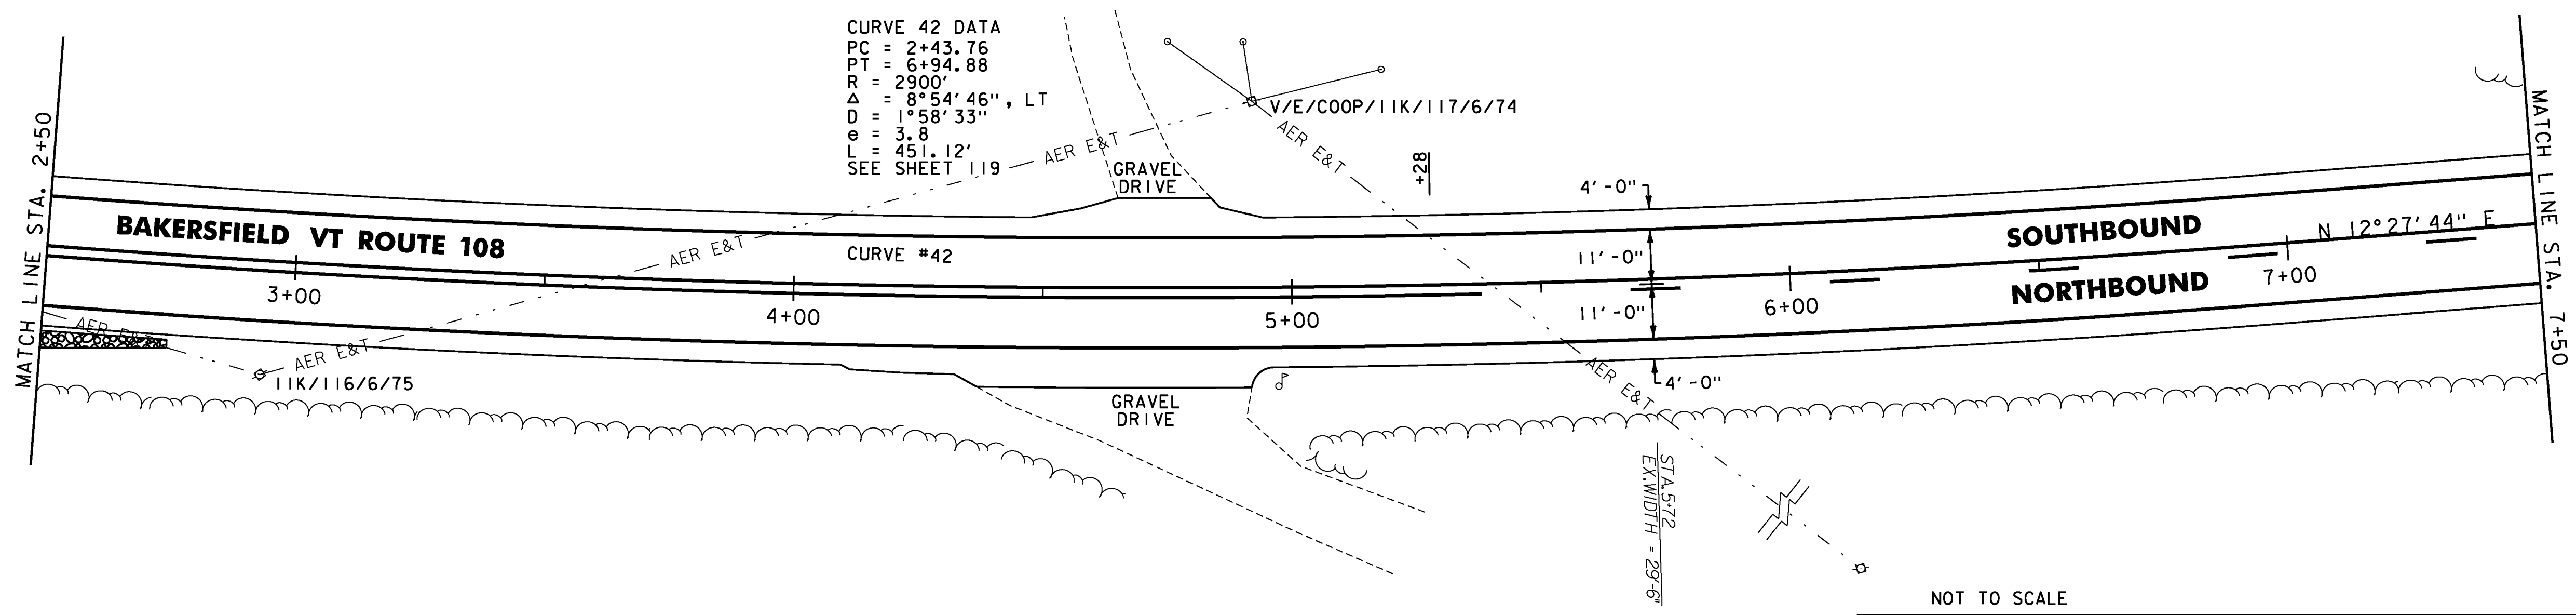 CURVE 42 DATA
PC = 2+43.76
PT = 6+94.88
R = 2900'
Δ = 8°54'46", LT
D = 1°58'33"
e = 3.8
L = 451.12'
SEE SHEET 119
MATCH LINE STA. 2+50
MATCH LINE STA. 7+50
V/E/COOP/11K/117/6/74
AER E&T
AER E&T
GRAVEL
DRIVE
+28
4'-0"
BAKERSFIELD VT ROUTE 108
AER E&T
AER E&T
CURVE #42
11'-0"
SOUTHBOUND
N 12°27'44" E
3+00
4+00
5+00
6+00
7+00
11'-0"
NORTHBOUND
AER E&T
AER E&T
11K/116/6/75
AER E&T
4'-0"
GRAVEL
DRIVE
STA.5+72
EX.WIDTH = 29'-6"
NOT TO SCALE